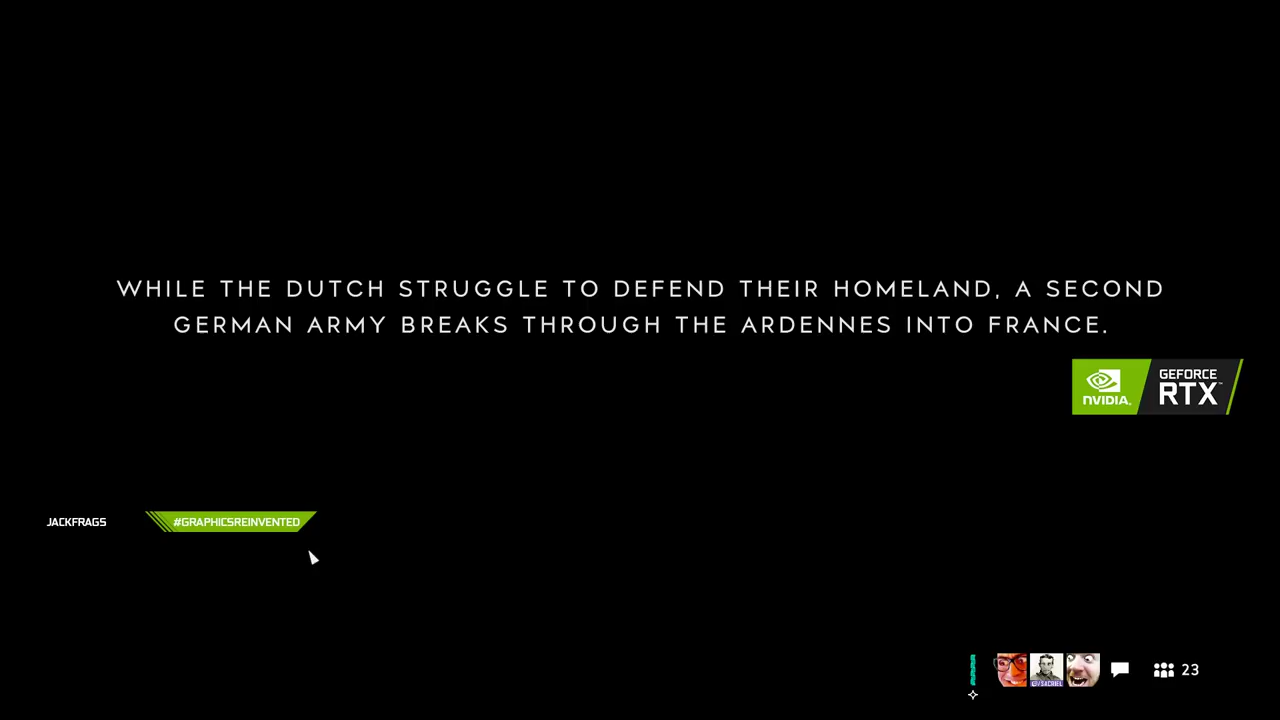 WHILE THE DUTCH STRUGGLE TO DEFEND THEIR HOMELAND, A SECOND
GERMAN ARMY BREAKS THROUGH THE ARDENNES INTO FRANCE.
GEFORCE
RTX™
NVIDIA.
JACKFRAGS
#GRAPHICSREINVENTED
23